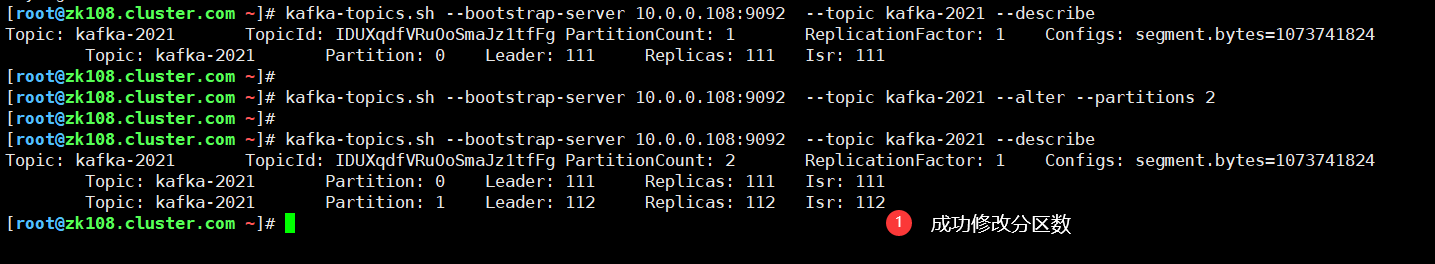 [root@zk108.cluster.com ~]# kafka-topics.sh --bootstrap-server 10.0.0.108:9092  --topic kafka-2021 --describe
Topic: kafka-2021       TopicId: IDUXqdfVRuOoSmaJz1tfFg PartitionCount: 1       ReplicationFactor: 1    Configs: segment.bytes=1073741824
        Topic: kafka-2021       Partition: 0    Leader: 111     Replicas: 111   Isr: 111
[root@zk108.cluster.com ~]#
[root@zk108.cluster.com ~]# kafka-topics.sh --bootstrap-server 10.0.0.108:9092  --topic kafka-2021 --alter --partitions 2
[root@zk108.cluster.com ~]#
[root@zk108.cluster.com ~]# kafka-topics.sh --bootstrap-server 10.0.0.108:9092  --topic kafka-2021 --describe
Topic: kafka-2021       TopicId: IDUXqdfVRuOoSmaJz1tfFg PartitionCount: 2       ReplicationFactor: 1    Configs: segment.bytes=1073741824
        Topic: kafka-2021       Partition: 0    Leader: 111     Replicas: 111   Isr: 111
        Topic: kafka-2021       Partition: 1    Leader: 112     Replicas: 112   Isr: 112
[root@zk108.cluster.com ~]#
1 成功修改分区数